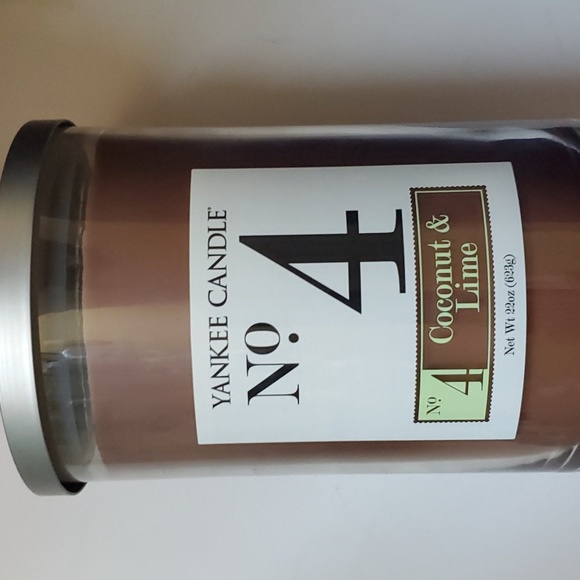 YANKEE CANDLE®
Nº. 4
Nº 4
Coconut &
Lime
Net Wt 22oz (623g)